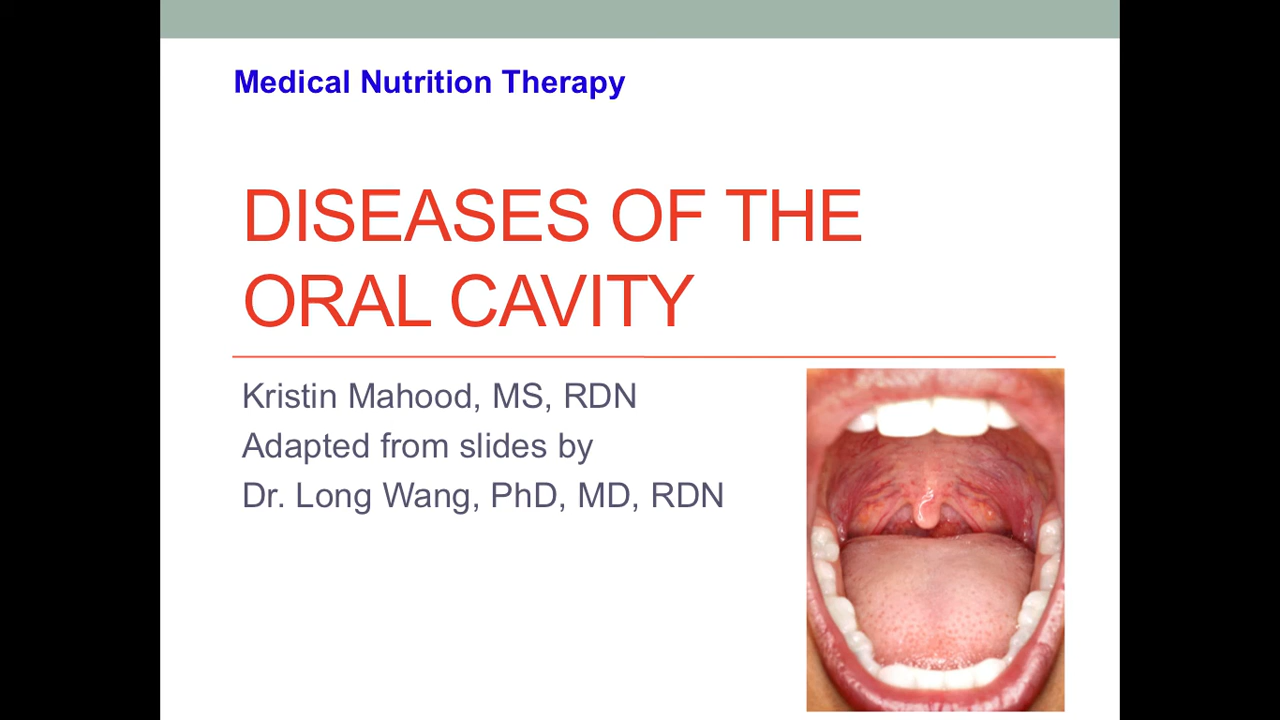 Medical Nutrition Therapy
DISEASES OF THE
ORAL CAVITY
Kristin Mahood, MS, RDN
Adapted from slides by
Dr. Long Wang, PhD, MD, RDN